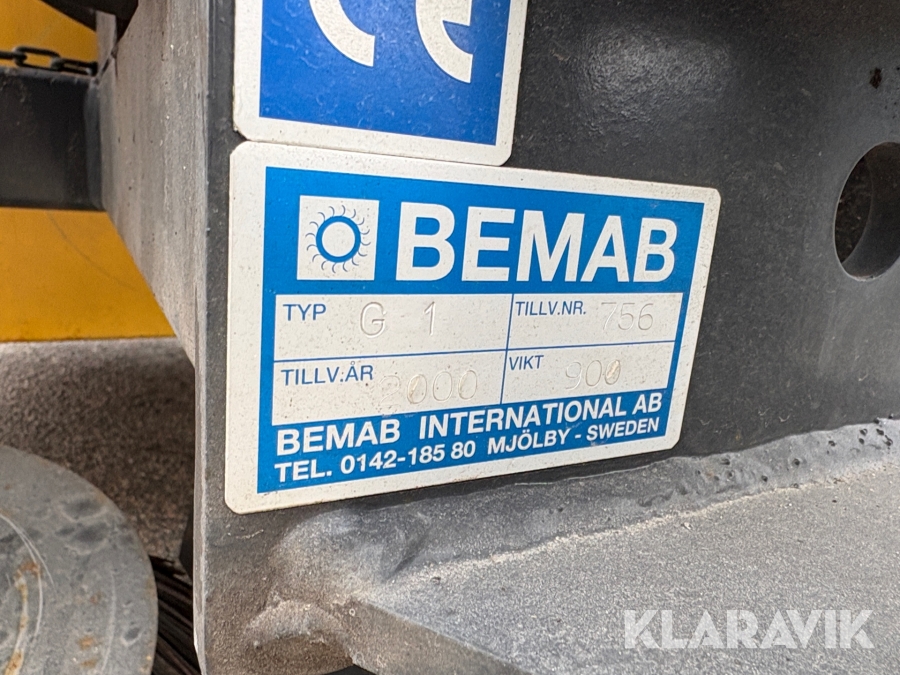 CE
BEMAB
TYP G 1 TILLV.NR. 756
TILLV.ÅR 2000 VIKT 900
BEMAB INTERNATIONAL AB
TEL. 0142-185 80 MJÖLBY - SWEDEN
KLARAVIK